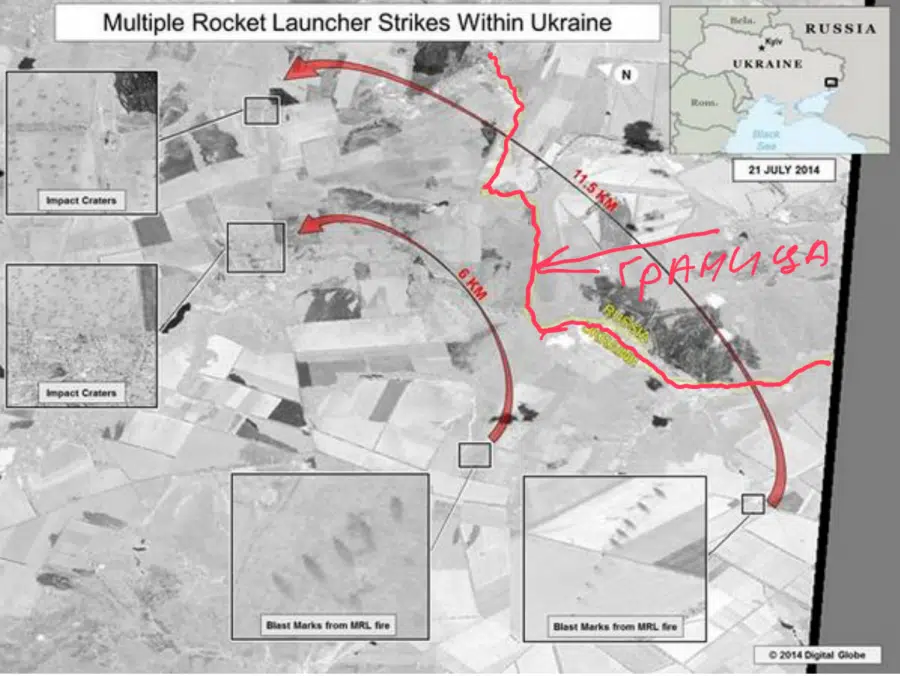 Multiple Rocket Launcher Strikes Within Ukraine
Bela.
RUSSIA
Kyiv
UKRAINE
Rom.
Black
Sea
N
21 JULY 2014
Impact Craters
11.5 KM
ГРАНИЦА
6 KM
RUSSIA
Impact Craters
Blast Marks from MRL fire
Blast Marks from MRL fire
© 2014 Digital Globe